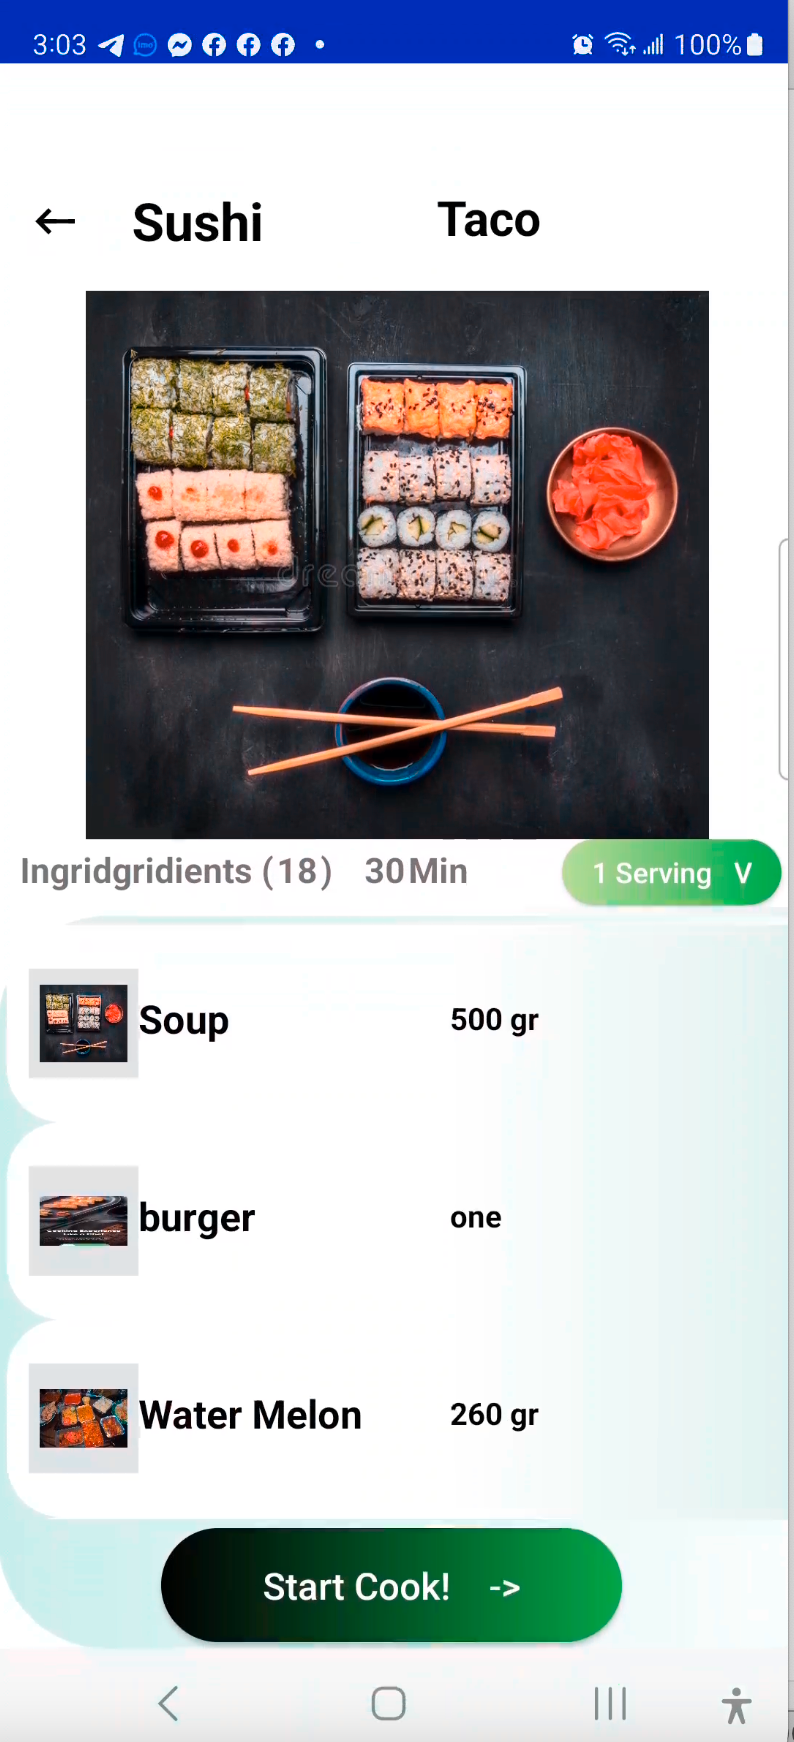 3:03 imo 100%
Sushi Taco
Ingridgridients (18) 30Min 1 Serving V
Soup 500 gr
burger one
Water Melon 260 gr
Start Cook! ->